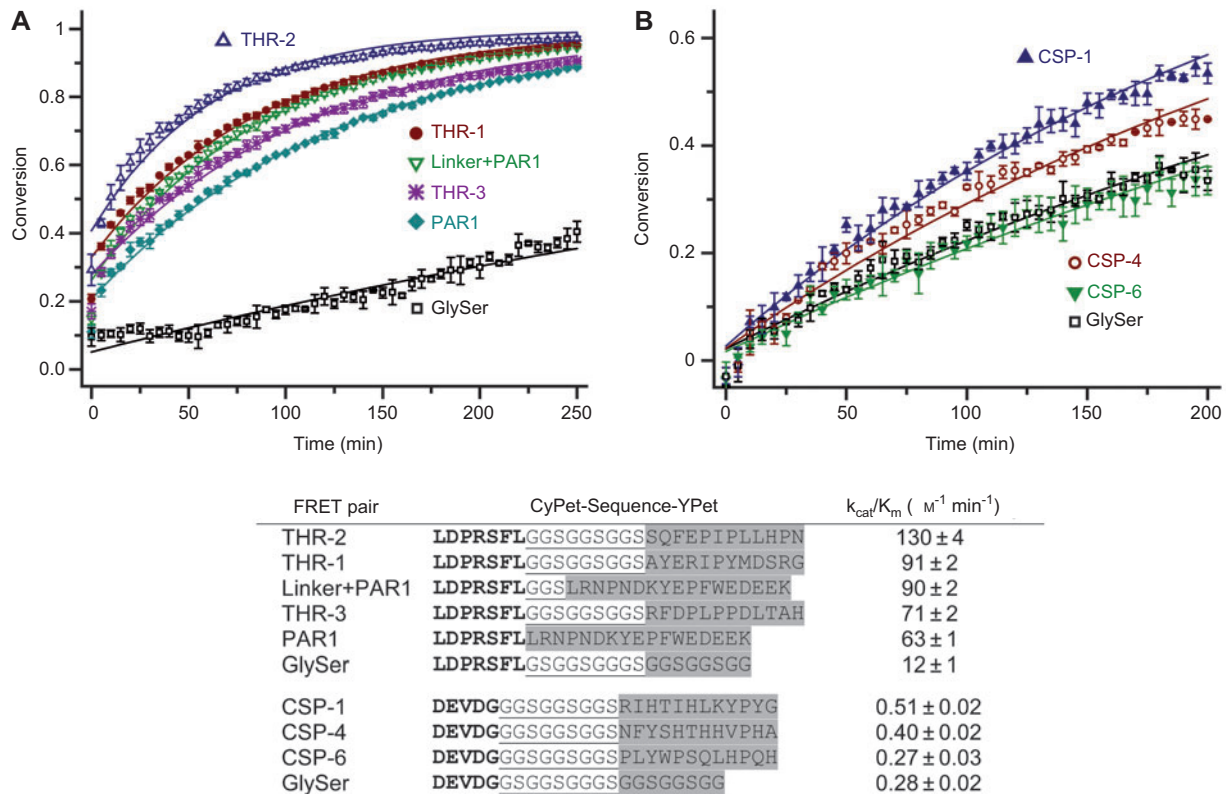 A
1
0.8
0.6
0.4
0.2
0.0
Conversion
THR-2
THR-1
Linker+PAR1
THR-3
PAR1
GlySer
0
50
100
150
200
250
Time (min)
B
0.6
0.4
0.2
0
Conversion
CSP-1
CSP-4
CSP-6
GlySer
0
50
100
150
200
Time (min)
FRET pair CyPet-Sequence-YPet k_cat/K_m ( M⁻¹ min⁻¹)
THR-2 LDPRSFLGGSGGSGGSSQFEPIPLLHPN 130 ± 4
THR-1 LDPRSFLGGSGGSGGSAYERIPYMDSRG 91 ± 2
Linker+PAR1 LDPRSFLGGSLRNPNDKYEPFWEDEEK 90 ± 2
THR-3 LDPRSFLGGSGGSGGSRFDPLPPDLTAH 71 ± 2
PAR1 LDPRSFLLRNPNDKYEPFWEDEEK 63 ± 1
GlySer LDPRSFLGSGSGGGSGGSGGSGG 12 ± 1
CSP-1 DEVDGGGSGGSGGSRIHTIHLKYPYG 0.51 ± 0.02
CSP-4 DEVDGGGSGGSGGSNFYSHTHHVPHA 0.40 ± 0.02
CSP-6 DEVDGGGSGGSGGSPLYWPSQLHPQH 0.27 ± 0.03
GlySer DEVDGGSGSGGGSGGSGGSGG 0.28 ± 0.02